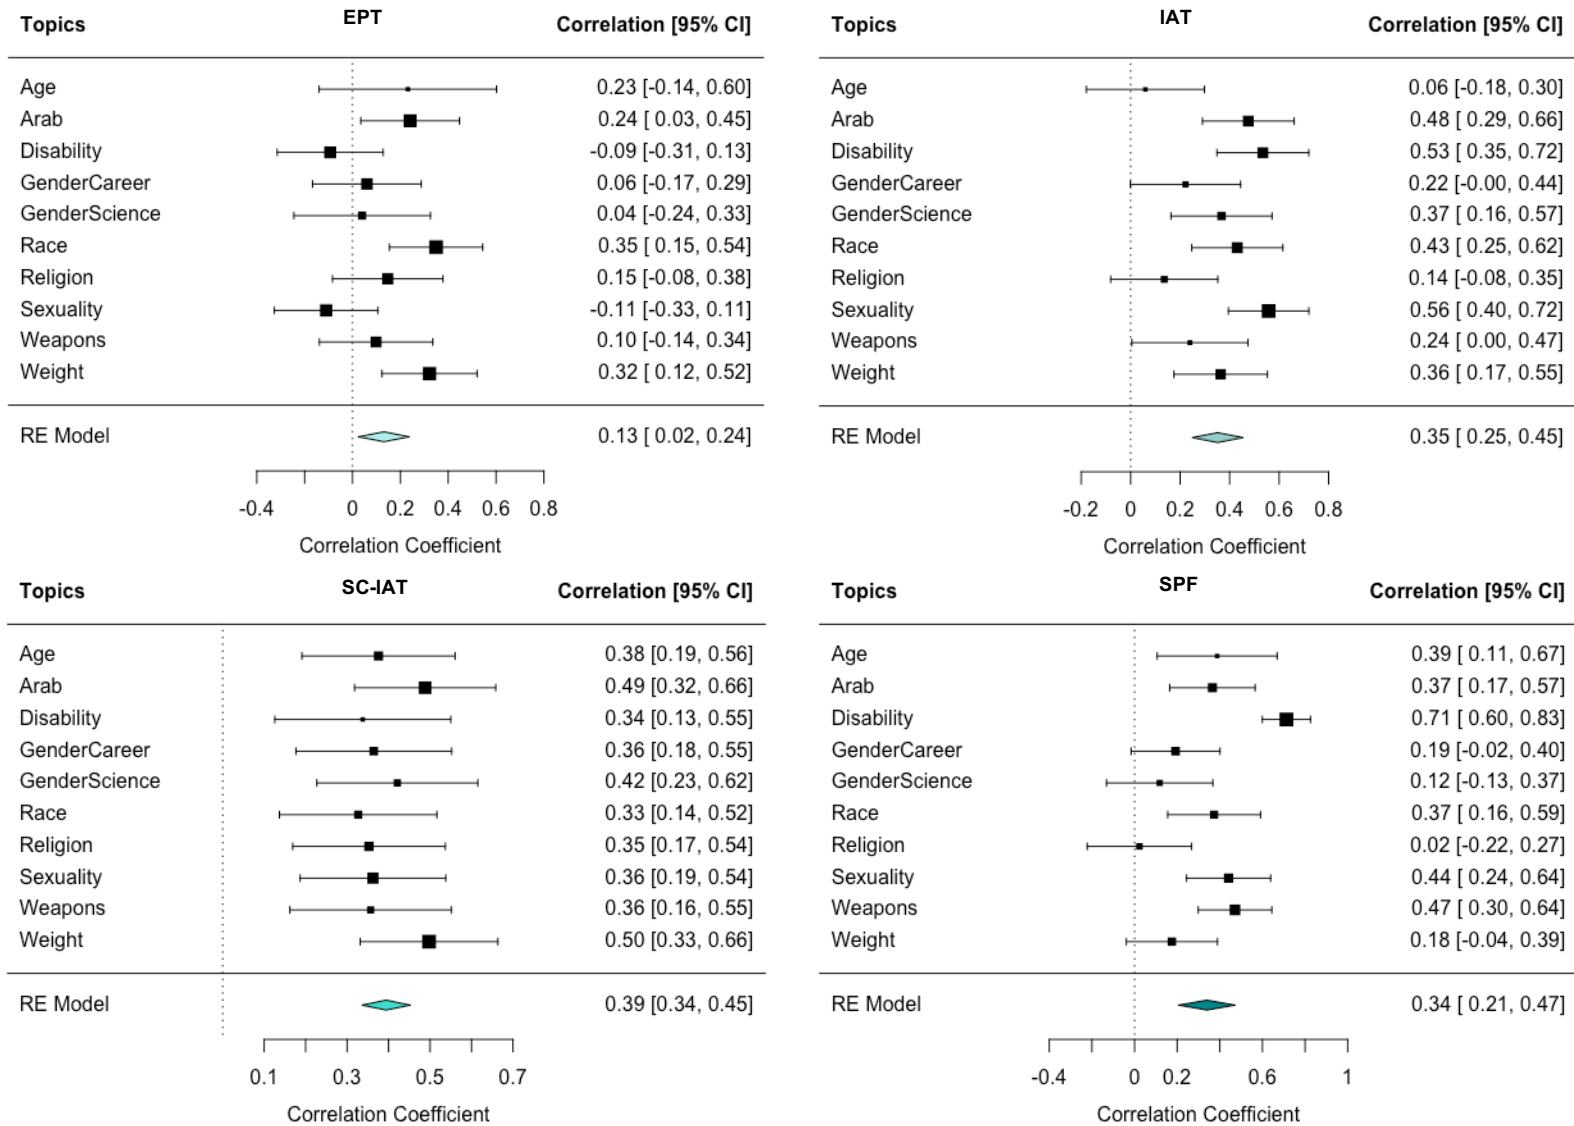 Topics EPT Correlation [95% CI]
Age 0.23 [-0.14, 0.60]
Arab 0.24 [ 0.03, 0.45]
Disability -0.09 [-0.31, 0.13]
GenderCareer 0.06 [-0.17, 0.29]
GenderScience 0.04 [-0.24, 0.33]
Race 0.35 [ 0.15, 0.54]
Religion 0.15 [-0.08, 0.38]
Sexuality -0.11 [-0.33, 0.11]
Weapons 0.10 [-0.14, 0.34]
Weight 0.32 [ 0.12, 0.52]
RE Model 0.13 [ 0.02, 0.24]
-0.4 0 0.2 0.4 0.6 0.8
Correlation Coefficient
Topics IAT Correlation [95% CI]
Age 0.06 [-0.18, 0.30]
Arab 0.48 [ 0.29, 0.66]
Disability 0.53 [ 0.35, 0.72]
GenderCareer 0.22 [-0.00, 0.44]
GenderScience 0.37 [ 0.16, 0.57]
Race 0.43 [ 0.25, 0.62]
Religion 0.14 [-0.08, 0.35]
Sexuality 0.56 [ 0.40, 0.72]
Weapons 0.24 [ 0.00, 0.47]
Weight 0.36 [ 0.17, 0.55]
RE Model 0.35 [ 0.25, 0.45]
-0.2 0 0.2 0.4 0.6 0.8
Correlation Coefficient
Topics SC-IAT Correlation [95% CI]
Age 0.38 [0.19, 0.56]
Arab 0.49 [0.32, 0.66]
Disability 0.34 [0.13, 0.55]
GenderCareer 0.36 [0.18, 0.55]
GenderScience 0.42 [0.23, 0.62]
Race 0.33 [0.14, 0.52]
Religion 0.35 [0.17, 0.54]
Sexuality 0.36 [0.19, 0.54]
Weapons 0.36 [0.16, 0.55]
Weight 0.50 [0.33, 0.66]
RE Model 0.39 [0.34, 0.45]
0.1 0.3 0.5 0.7
Correlation Coefficient
Topics SPF Correlation [95% CI]
Age 0.39 [ 0.11, 0.67]
Arab 0.37 [ 0.17, 0.57]
Disability 0.71 [ 0.60, 0.83]
GenderCareer 0.19 [-0.02, 0.40]
GenderScience 0.12 [-0.13, 0.37]
Race 0.37 [ 0.16, 0.59]
Religion 0.02 [-0.22, 0.27]
Sexuality 0.44 [ 0.24, 0.64]
Weapons 0.47 [ 0.30, 0.64]
Weight 0.18 [-0.04, 0.39]
RE Model 0.34 [ 0.21, 0.47]
-0.4 0 0.2 0.6 1
Correlation Coefficient